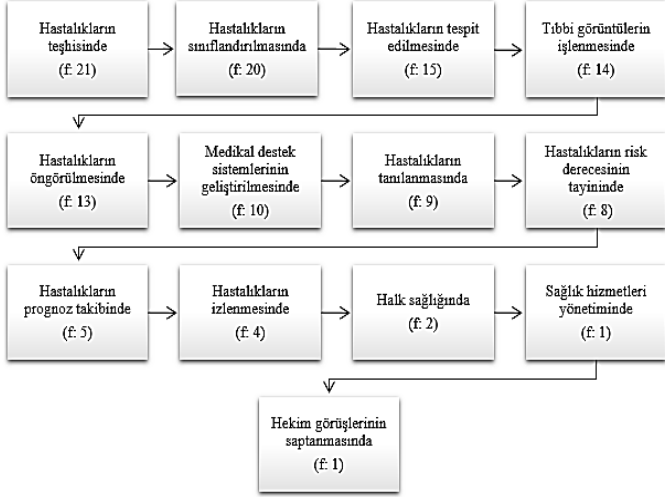 Hastalıkların
teşhisinde
(f: 21)
Hastalıkların
sınıflandırılmasında
(f: 20)
Hastalıkların tespit
edilmesinde
(f: 15)
Tıbbi görüntülerin
işlenmesinde
(f: 14)
Hastalıkların
öngörülmesinde
(f: 13)
Medikal destek
sistemlerinin
geliştirilmesinde
(f: 10)
Hastalıkların
tanılanmasında
(f: 9)
Hastalıkların risk
derecesinin
tayininde
(f: 8)
Hastalıkların
prognoz takibinde
(f: 5)
Hastalıkların
izlenmesinde
(f: 4)
Halk sağlığında
(f: 2)
Sağlık hizmetleri
yönetiminde
(f: 1)
Hekim görüşlerinin
saptanmasında
(f: 1)